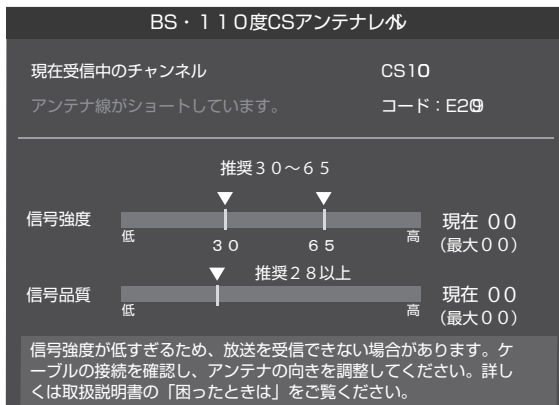 BS・110度CSアンテナレベル
現在受信中のチャンネル CS10
アンテナ線がショートしています。 コード:E209
推奨30~65
信号強度 低 30 65 高 現在 00
(最大00)
推奨28以上
信号品質 低 高 現在 00
(最大00)
信号強度が低すぎるため、放送を受信できない場合があります。ケ
ーブルの接続を確認し、アンテナの向きを調整してください。詳し
くは取扱説明書の「困ったときは」をご覧ください。